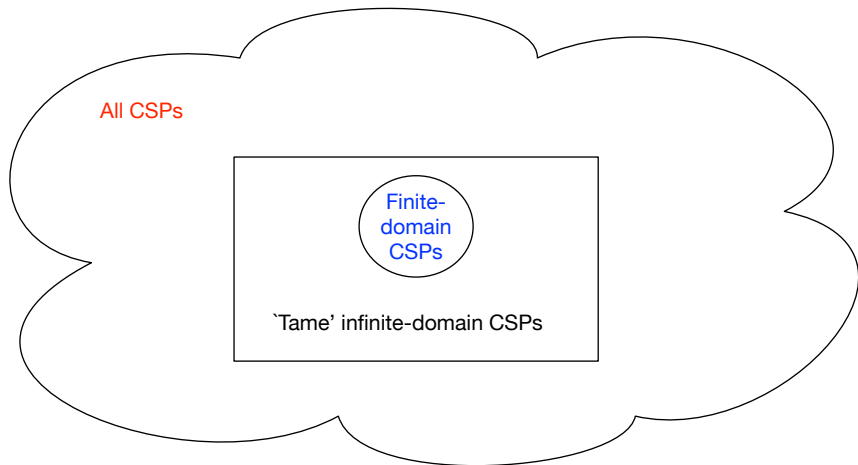 All CSPs
Finite-
domain
CSPs
`Tame’ infinite-domain CSPs